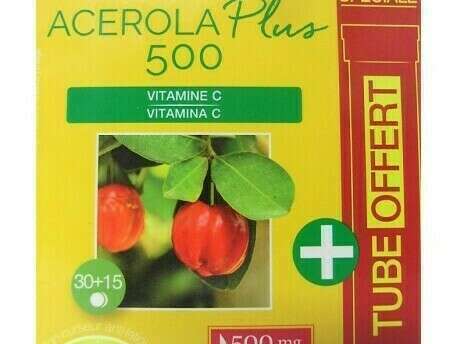 ACEROLA Plus
500
VITAMINE C
VITAMINA C
30+15
TUBE OFFERT
500 mg